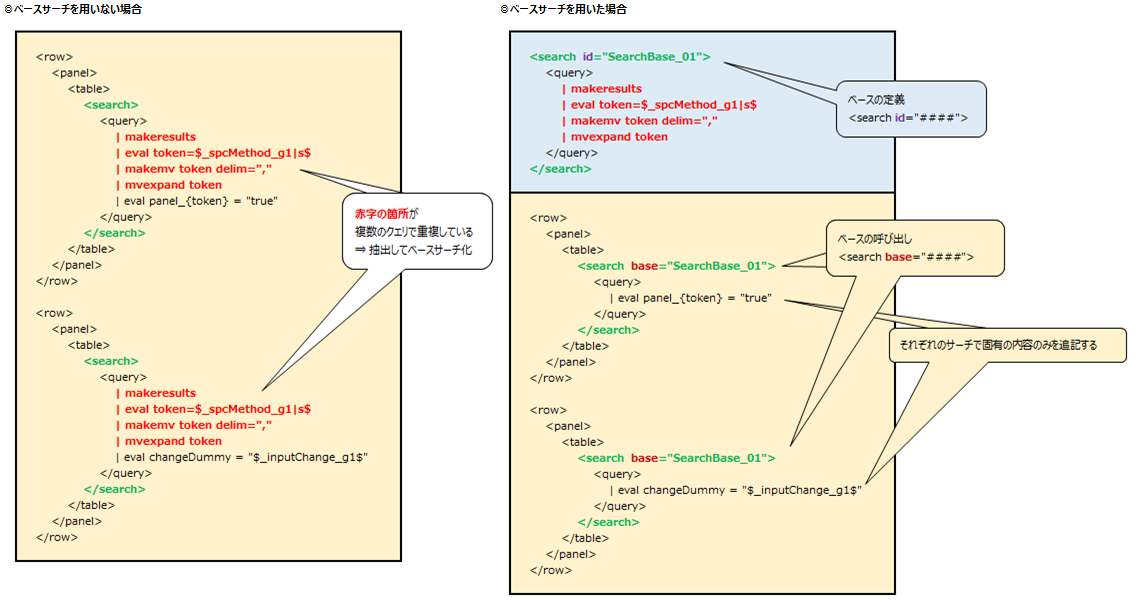 ◎ベースサーチを用いない場合
<row>
<panel>
<table>
<search>
<query>
| makeresults
| eval token=$_spcMethod_g1|s$
| makemv token delim=","
| mvexpand token
| eval panel_{token} = "true"
</query>
</search>
</table>
</panel>
</row>
<row>
<panel>
<table>
<search>
<query>
| makeresults
| eval token=$_spcMethod_g1|s$
| makemv token delim=","
| mvexpand token
| eval changeDummy = "$_inputChange_g1$"
</query>
</search>
</table>
</panel>
</row>
赤字の箇所が
複数のクエリで重複している
⇒ 抽出してベースサーチ化
◎ベースサーチを用いた場合
<search id="SearchBase_01">
<query>
| makeresults
| eval token=$_spcMethod_g1|s$
| makemv token delim=","
| mvexpand token
</query>
</search>
ベースの定義
<search id="####">
<row>
<panel>
<table>
<search base="SearchBase_01">
<query>
| eval panel_{token} = "true"
</query>
</search>
</table>
</panel>
</row>
<row>
<panel>
<table>
<search base="SearchBase_01">
<query>
| eval changeDummy = "$_inputChange_g1$"
</query>
</search>
</table>
</panel>
</row>
ベースの呼び出し
<search base="####">
それぞれのサーチで固有の内容のみを追記する